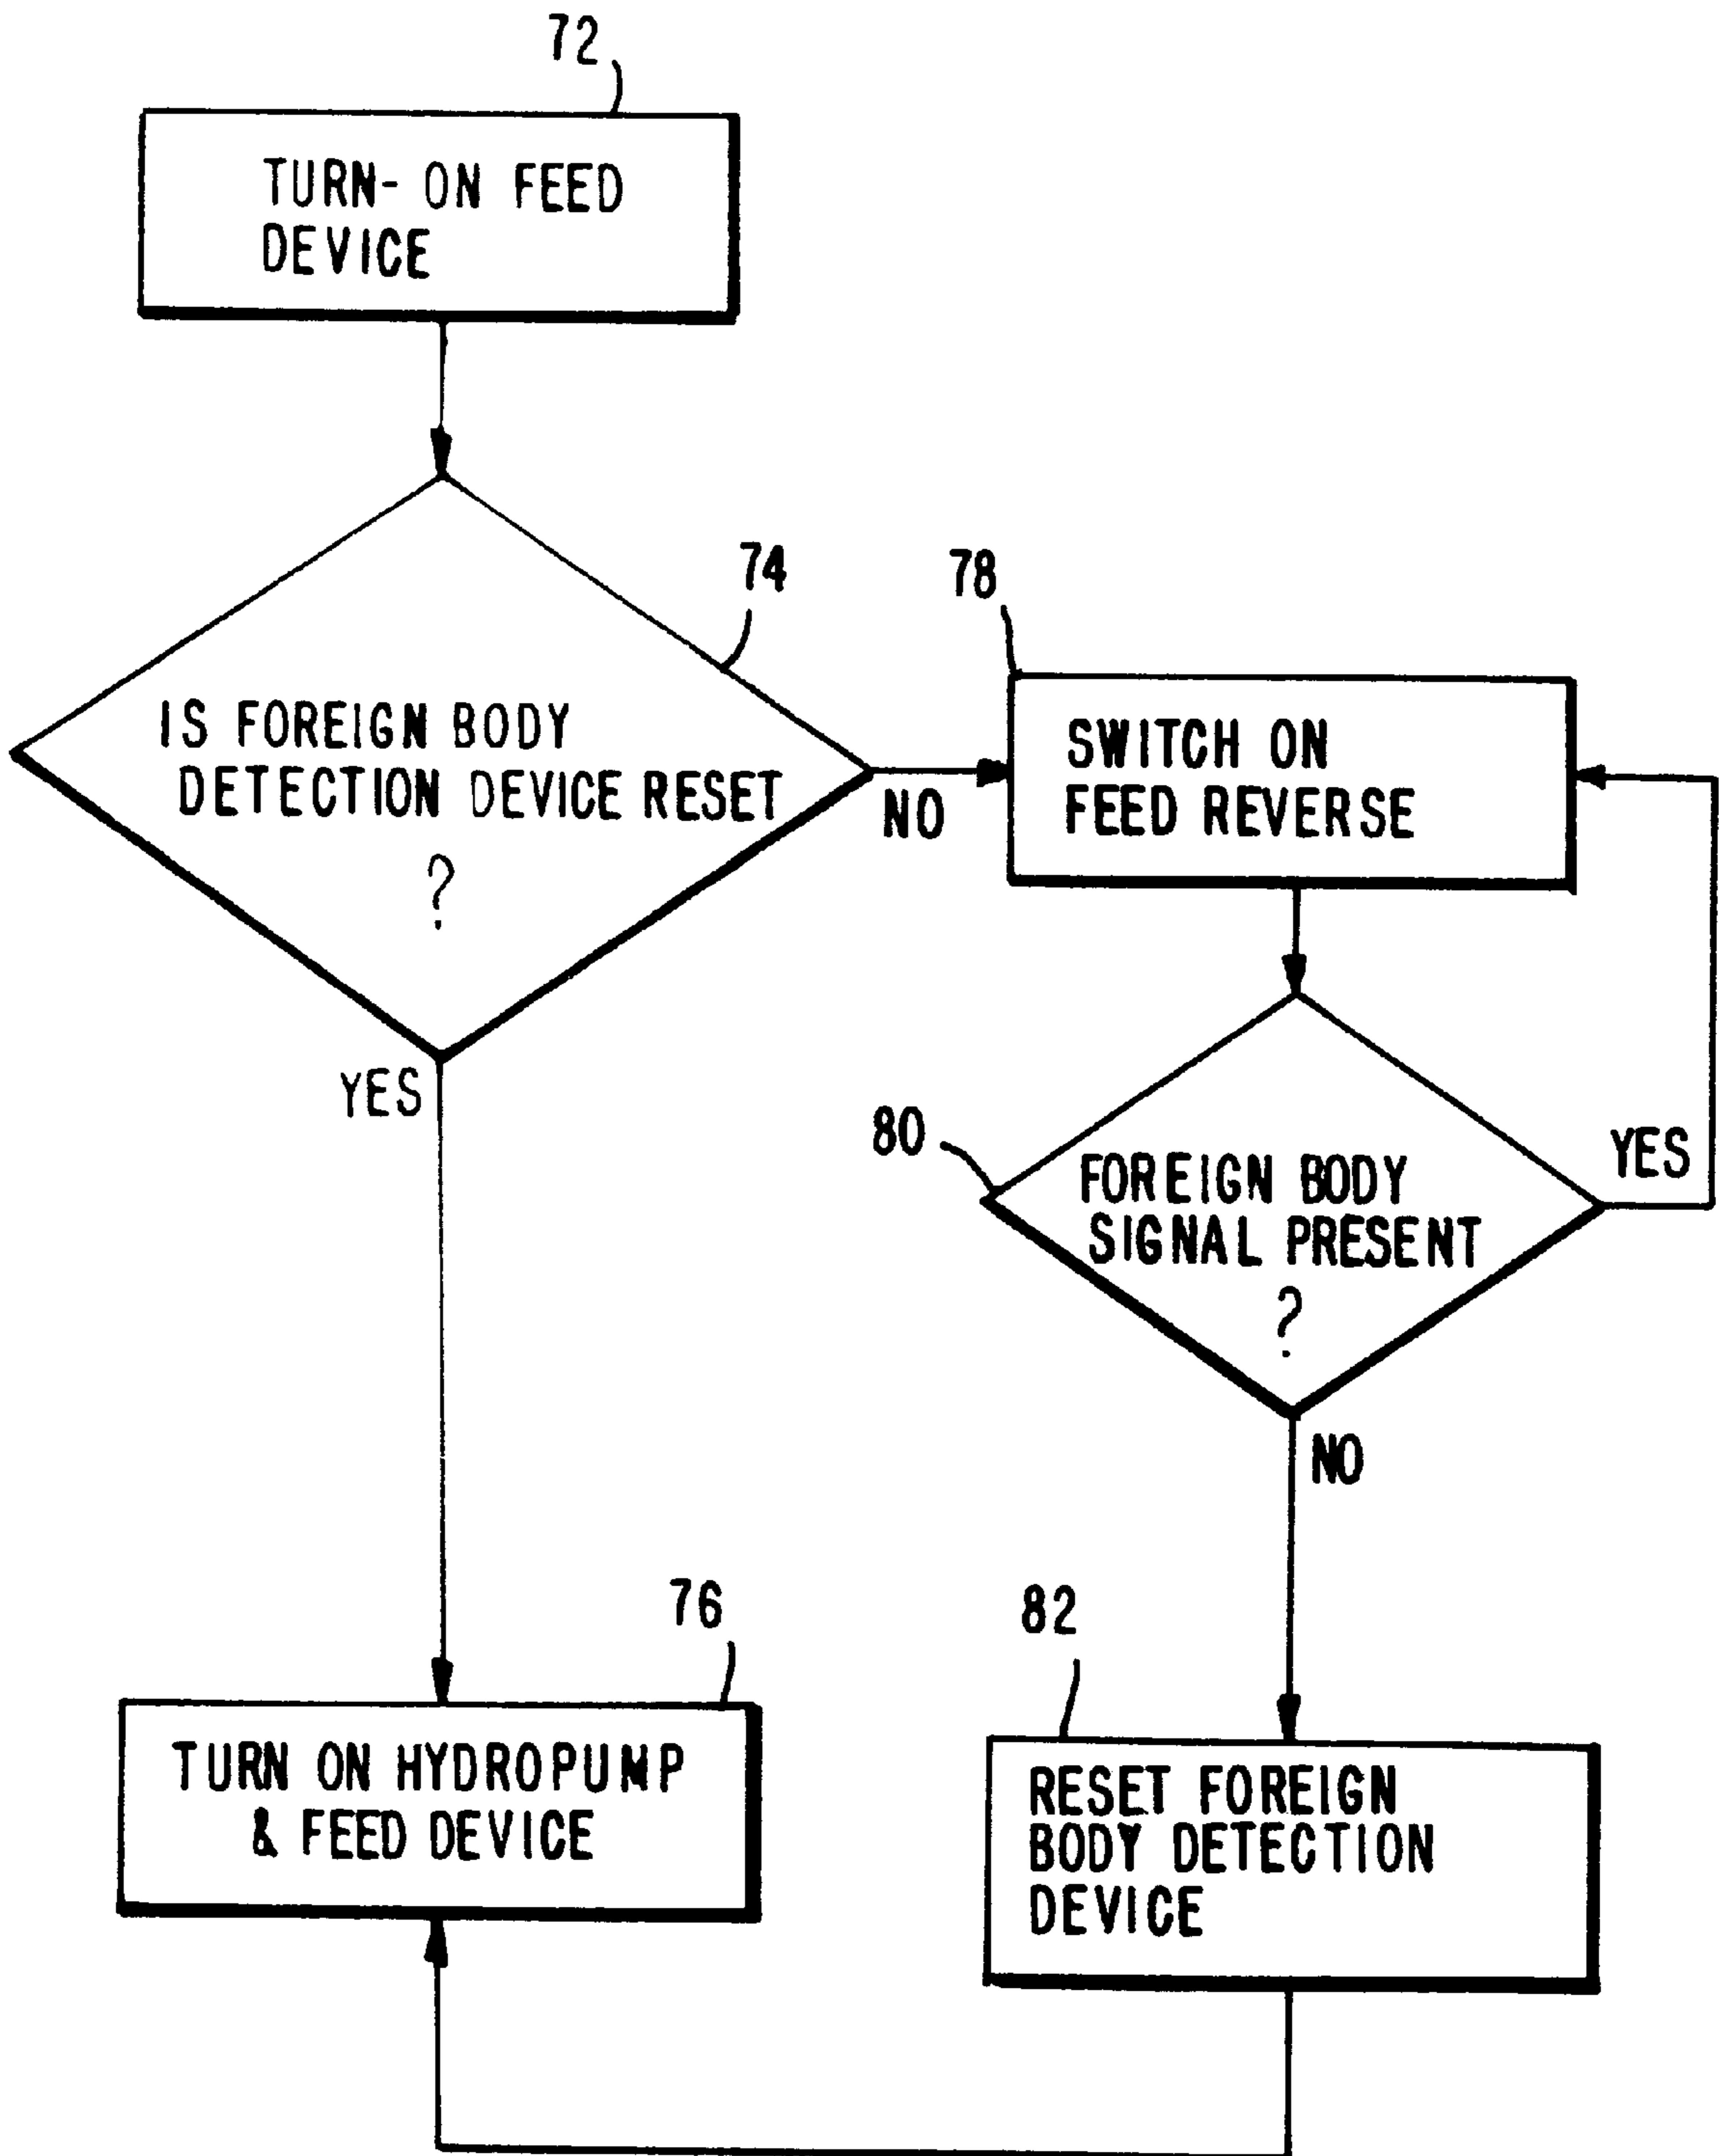 72
TURN- ON FEED
DEVICE
74
IS FOREIGN BODY
DETECTION DEVICE RESET
?
NO
YES
78
SWITCH ON
FEED REVERSE
80
FOREIGN BODY
SIGNAL PRESENT
?
YES
NO
76
TURN ON HYDROPUMP
& FEED DEVICE
82
RESET FOREIGN
BODY DETECTION
DEVICE